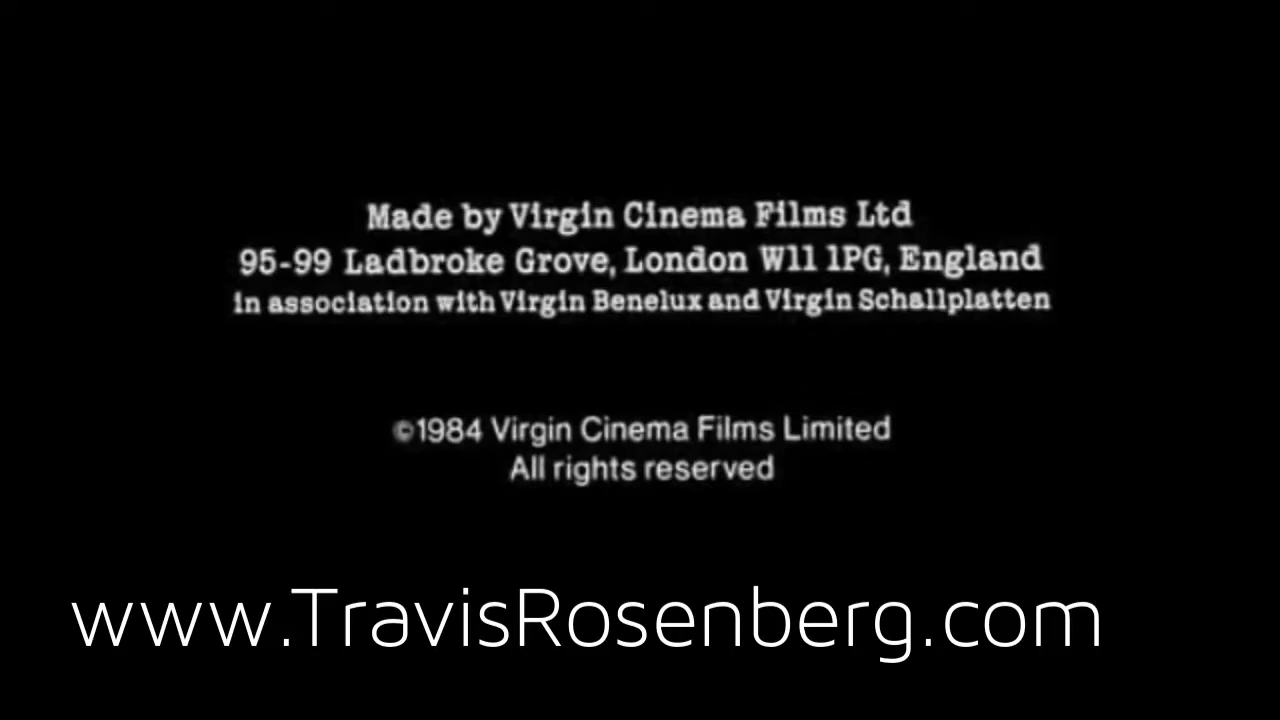 Made by Virgin Cinema Films Ltd
95-99 Ladbroke Grove, London W11 1PG, England
in association with Virgin Benelux and Virgin Schallplatten
©1984 Virgin Cinema Films Limited
All rights reserved
www.TravisRosenberg.com